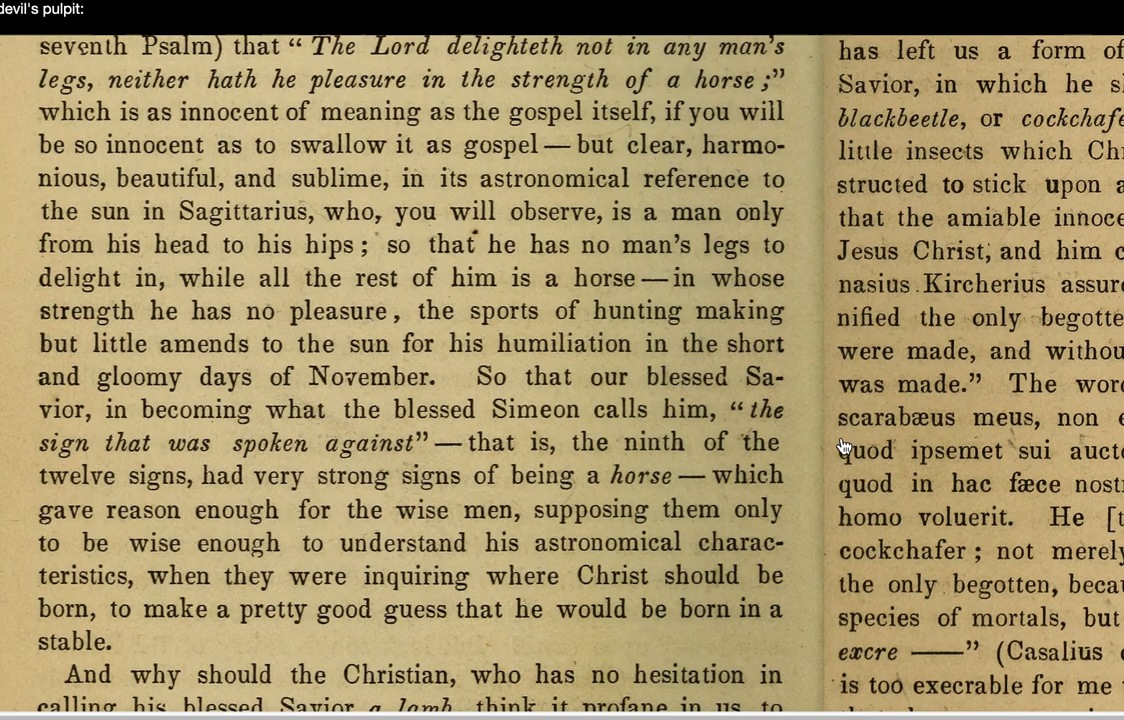 devil's pulpit:
seventh Psalm) that “ The Lord delighteth not in any man's
legs, neither hath he pleasure in the strength of a horse ;”
which is as innocent of meaning as the gospel itself, if you will
be so innocent as to swallow it as gospel — but clear, harmo-
nious, beautiful, and sublime, in its astronomical reference to
the sun in Sagittarius, who, you will observe, is a man only
from his head to his hips ; so that he has no man's legs to
delight in, while all the rest of him is a horse — in whose
strength he has no pleasure, the sports of hunting making
but little amends to the sun for his humiliation in the short
and gloomy days of November. So that our blessed Sa-
vior, in becoming what the blessed Simeon calls him, “ the
sign that was spoken against” — that is, the ninth of the
twelve signs, had very strong signs of being a horse — which
gave reason enough for the wise men, supposing them only
to be wise enough to understand his astronomical charac-
teristics, when they were inquiring where Christ should be
born, to make a pretty good guess that he would be born in a
stable.
And why should the Christian, who has no hesitation in
calling his blessed Savior a lamb, think it profane in us to
has left us a form of
Savior, in which he
blackbeetle, or
little insects which
structed to stick upon
that the amiable
Jesus Christ, and him
nasius Kircherius
nified the only
were made, and
was made.” The
scarabæus meus, non
quod ipsemet sui
quod in hac fæce
homo voluerit. He
cockchafer ; not
the only begotten,
species of mortals, but
excre ——” (Casalius
is too execrable for me